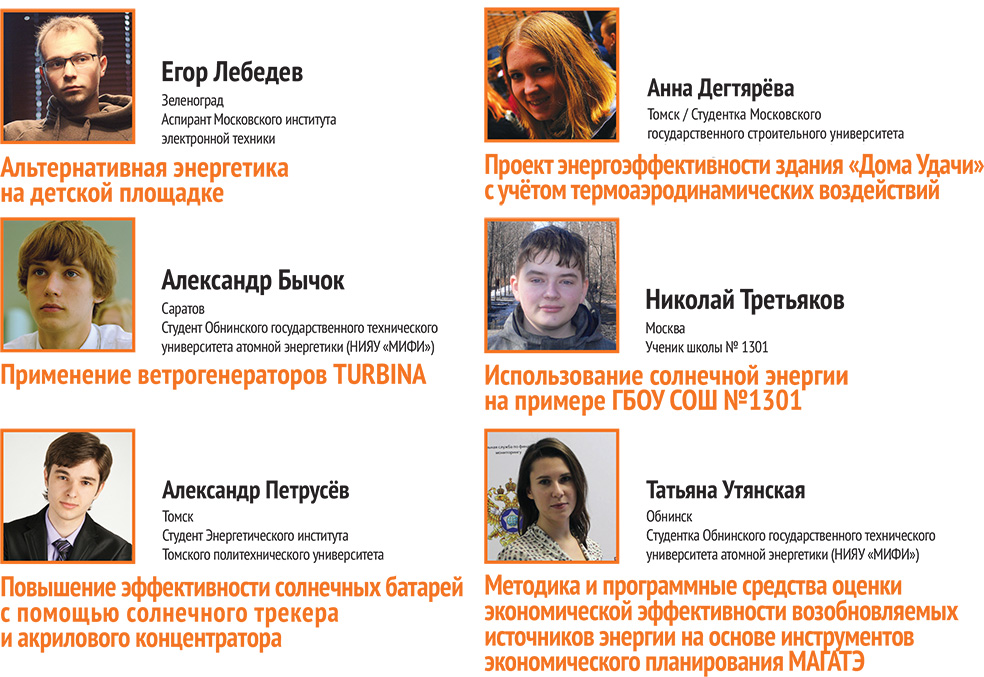 Егор Лебедев
Зеленоград
Аспирант Московского института
электронной техники
Альтернативная энергетика
на детской площадке
Анна Дегтярёва
Томск / Студентка Московского
государственного строительного университета
Проект энергоэффективности здания «Дома Удачи»
с учётом термоаэродинамических воздействий
Александр Бычок
Саратов
Студент Обнинского государственного технического
университета атомной энергетики (НИЯУ «МИФИ»)
Применение ветрогенераторов TURBINA
Николай Третьяков
Москва
Ученик школы № 1301
Использование солнечной энергии
на примере ГБОУ СОШ №1301
Александр Петрусёв
Томск
Студент Энергетического института
Томского политехнического университета
Повышение эффективности солнечных батарей
с помощью солнечного трекера
и акрилового концентратора
Татьяна Утянская
Обнинск
Студентка Обнинского государственного технического
университета атомной энергетики (НИЯУ «МИФИ»)
Методика и программные средства оценки
экономической эффективности возобновляемых
источников энергии на основе инструментов
экономического планирования МАГАТЭ